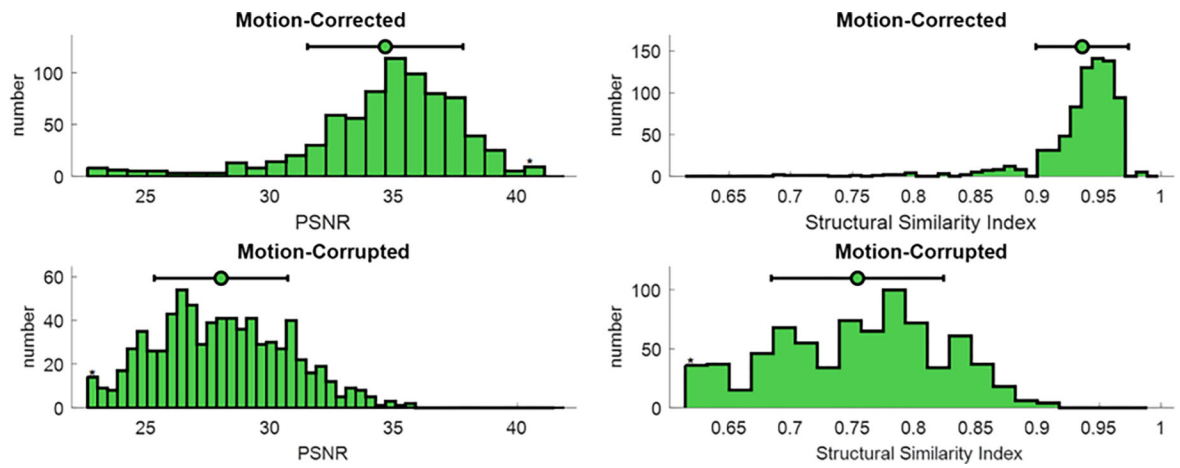 Motion-Corrected
number
100
50
0
*
25 30 35 40
PSNR
Motion-Corrected
number
150
100
50
0
0.65 0.7 0.75 0.8 0.85 0.9 0.95 1
Structural Similarity Index
Motion-Corrupted
number
60
40
20
0
*
25 30 35 40
PSNR
Motion-Corrupted
number
100
50
0
*
0.65 0.7 0.75 0.8 0.85 0.9 0.95 1
Structural Similarity Index